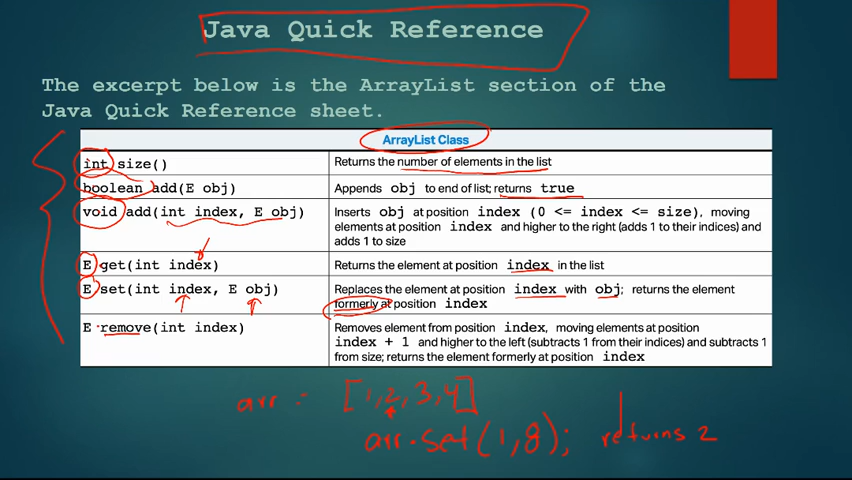 Java Quick Reference
The excerpt below is the ArrayList section of the
Java Quick Reference sheet.
ArrayList Class
int size()
Returns the number of elements in the list
boolean add(E obj)
Appends obj to end of list; returns true
void add(int index, E obj)
Inserts obj at position index (0 <= index <= size), moving
elements at position index and higher to the right (adds 1 to their indices) and
adds 1 to size
E get(int index)
Returns the element at position index in the list
E set(int index, E obj)
Replaces the element at position index with obj; returns the element
formerly at position index
E remove(int index)
Removes element from position index, moving elements at position
index + 1 and higher to the left (subtracts 1 from their indices) and subtracts 1
from size; returns the element formerly at position index
arr = [1,2,3,4]
arr.set(1,8); returns 2